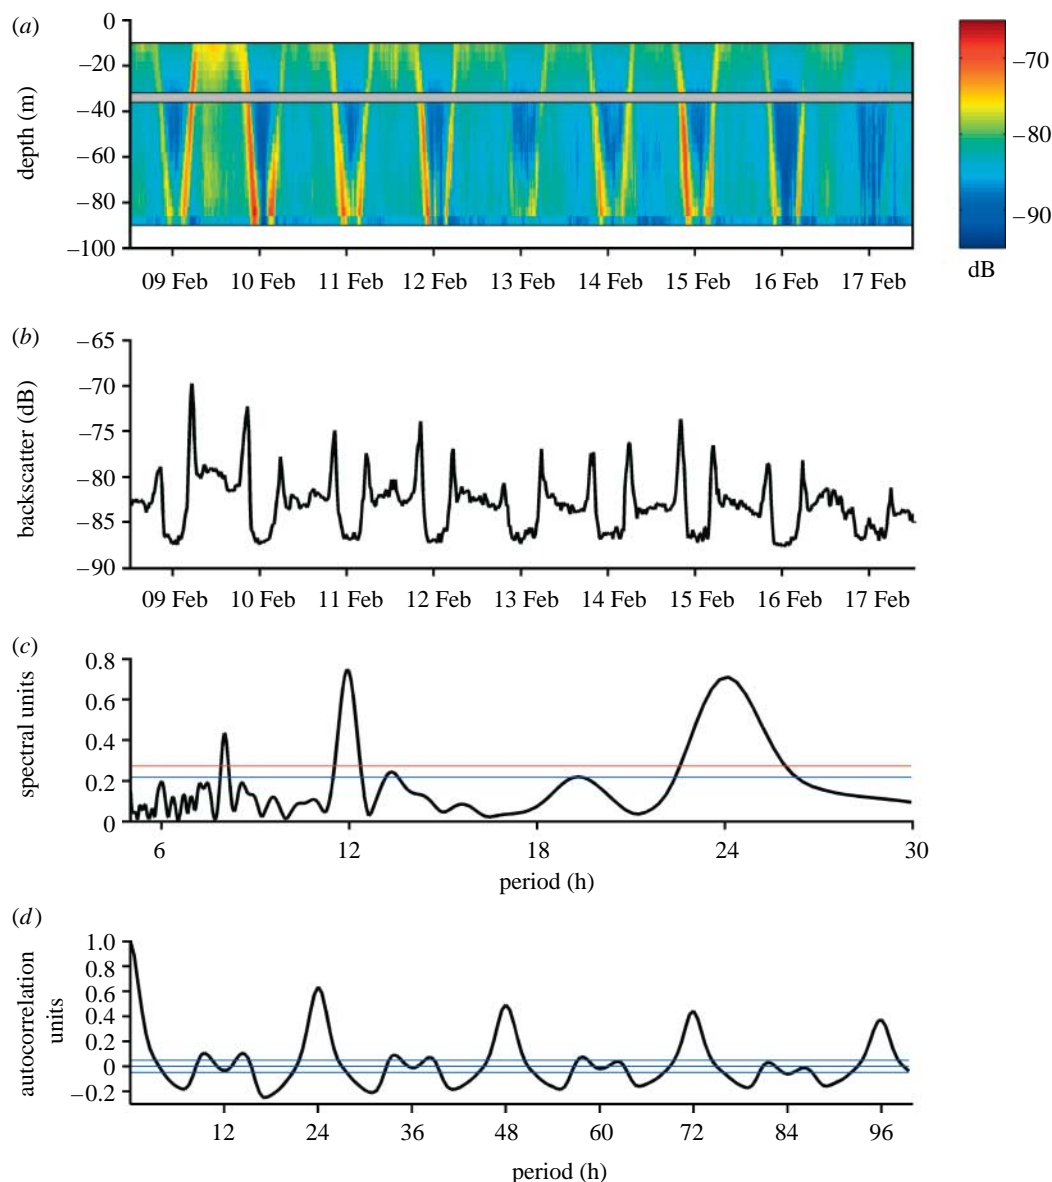 (a)
0
−20
−40
−60
−80
−100
depth (m)
09 Feb 10 Feb 11 Feb 12 Feb 13 Feb 14 Feb 15 Feb 16 Feb 17 Feb
−70
−80
−90
dB
(b)
−65
−70
−75
−80
−85
−90
backscatter (dB)
09 Feb 10 Feb 11 Feb 12 Feb 13 Feb 14 Feb 15 Feb 16 Feb 17 Feb
(c)
0.8
0.6
0.4
0.2
0
spectral units
6 12 18 24 30
period (h)
(d)
1.0
0.8
0.6
0.4
0.2
0
−0.2
autocorrelation
units
12 24 36 48 60 72 84 96
period (h)